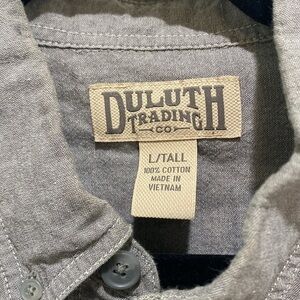 DULUTH
TRADING
CO
L/TALL
100% COTTON
MADE IN
VIETNAM